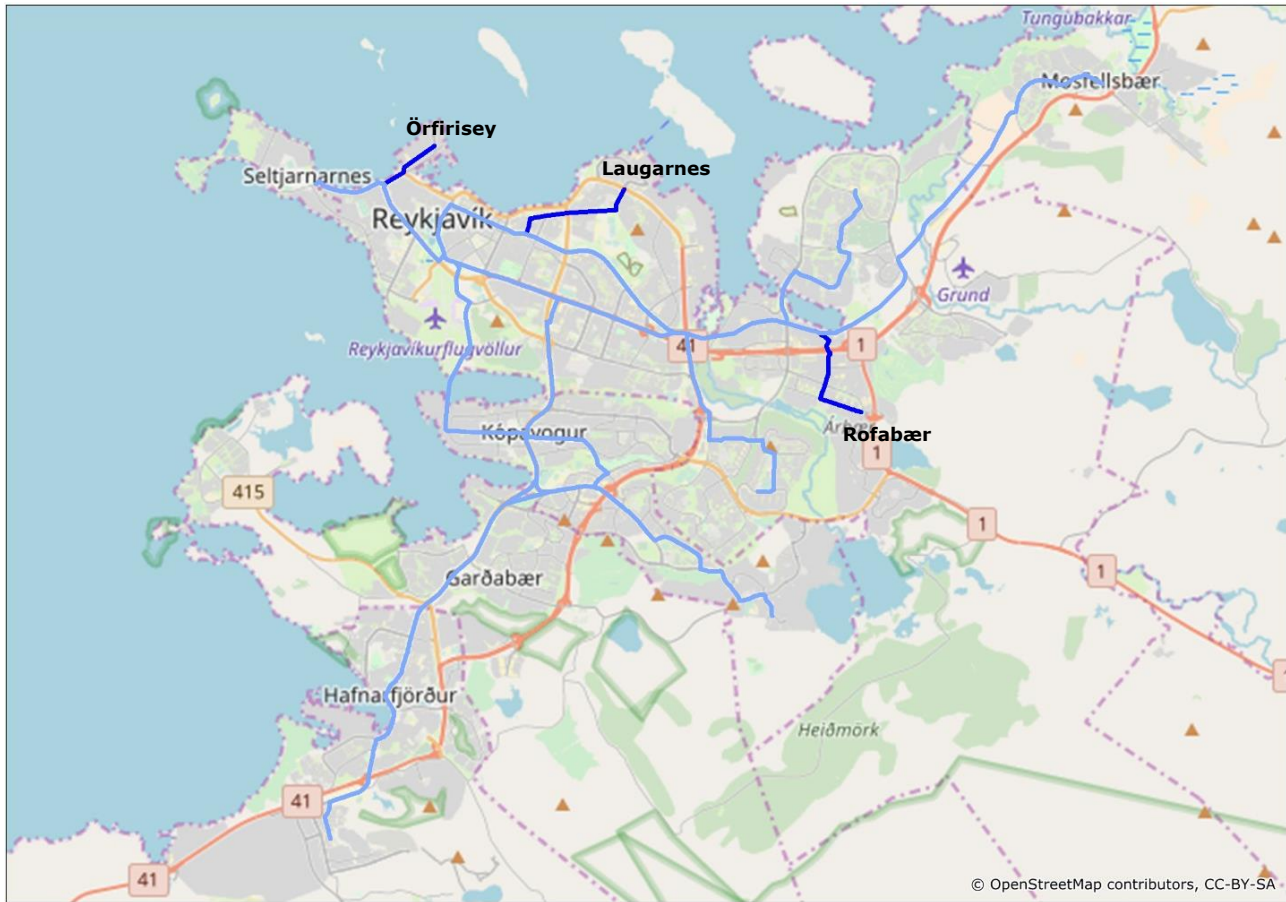 Tungubakkar
Mosfellsbær
Örfirisey
Laugarnes
Seltjarnarnes
Reykjavík
Grund
Reykjavíkurflugvöllur
41
1
Kópavogur
Árbær
Rofabær
1
415
1
1
Garðabær
Hafnarfjörður
Heiðmörk
41
41
© OpenStreetMap contributors, CC-BY-SA